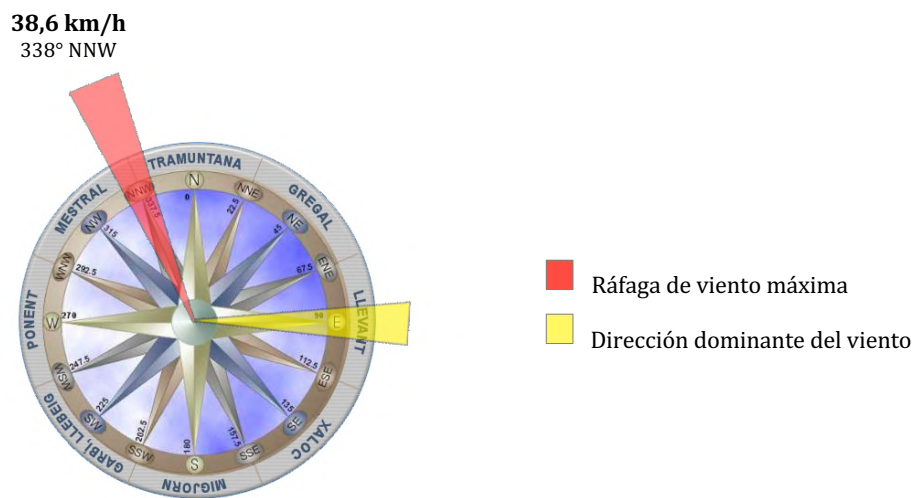 38,6 km/h
338° NNW
TRAMUNTANA
GREGAL
LLEVANT
XALOC
MIGJORN
GARBÍ, LLEBEIG
PONENT
MESTRAL
N
0
NNE
22.5
NE
45
ENE
67.5
E
90
ESE
112.5
SE
135
SSE
157.5
S
180
SSW
202.5
SW
225
WSW
247.5
W
270
WNW
292.5
NW
315
NNW
337.5
Ráfaga de viento máxima
Dirección dominante del viento